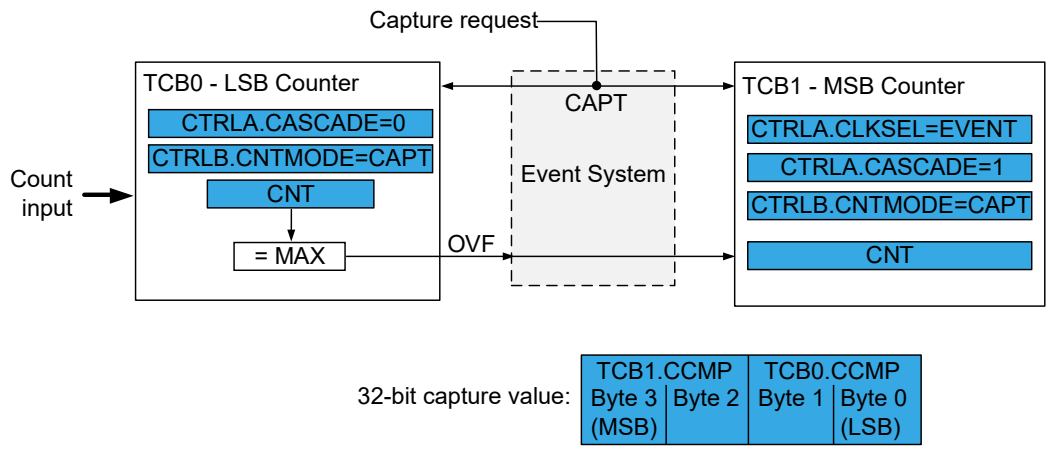 Capture request
TCB0 - LSB Counter
CTRLA.CASCADE=0
CTRLB.CNTMODE=CAPT
CNT
= MAX
Count
input
OVF
CAPT
Event System
TCB1 - MSB Counter
CTRLA.CLKSEL=EVENT
CTRLA.CASCADE=1
CTRLB.CNTMODE=CAPT
CNT
32-bit capture value:
TCB1.CCMP TCB0.CCMP
Byte 3 Byte 2 Byte 1 Byte 0
(MSB) (LSB)